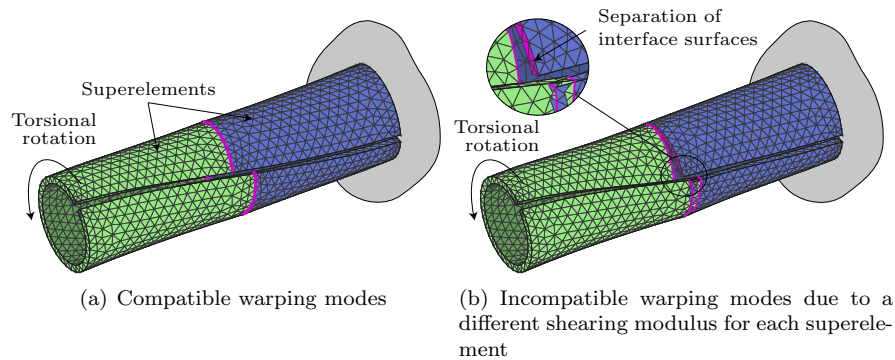 Superelements
Torsional
rotation
(a) Compatible warping modes
Separation of
interface surfaces
Torsional
rotation
(b) Incompatible warping modes due to a
different shearing modulus for each superele-
ment